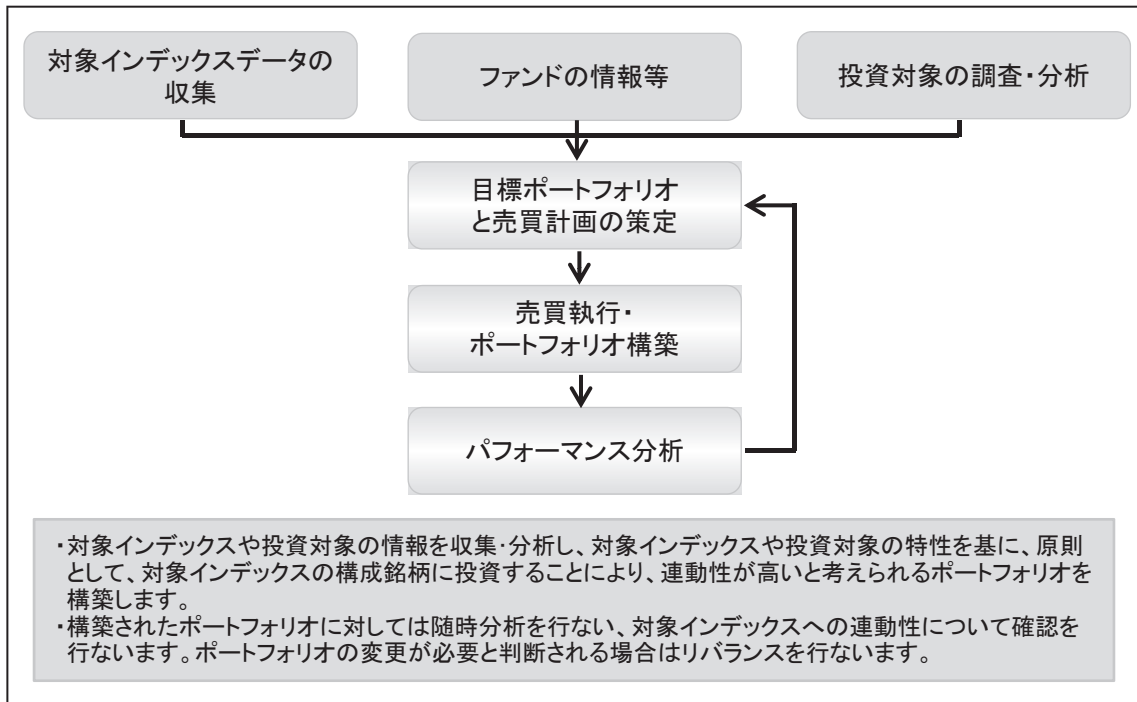 対象インデックスデータの
収集
ファンドの情報等
投資対象の調査・分析
目標ポートフォリオ
と売買計画の策定
売買執行・
ポートフォリオ構築
パフォーマンス分析
・対象インデックスや投資対象の情報を収集・分析し、対象インデックスや投資対象の特性を基に、原則
として、対象インデックスの構成銘柄に投資することにより、連動性が高いと考えられるポートフォリオを
構築します。
・構築されたポートフォリオに対しては随時分析を行ない、対象インデックスへの連動性について確認を
行ないます。ポートフォリオの変更が必要と判断される場合はリバランスを行ないます。